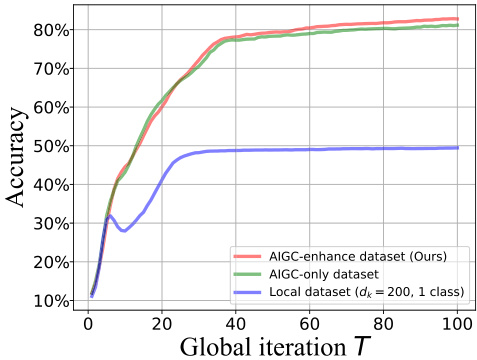 80%
70%
60%
50%
40%
30%
20%
10%
Accuracy
AIGC-enhance dataset (Ours)
AIGC-only dataset
Local dataset (d_k = 200, 1 class)
0 20 40 60 80 100
Global iteration T